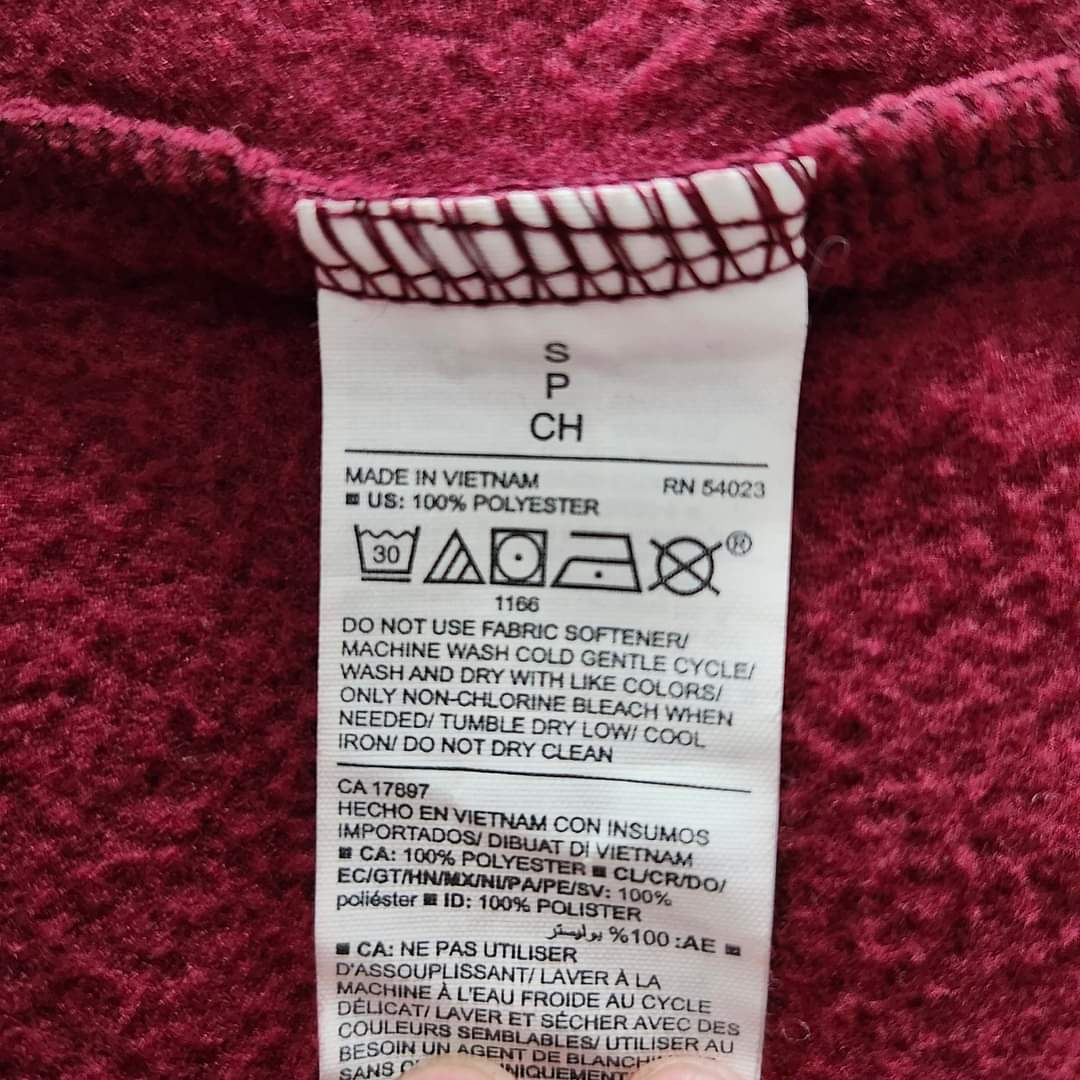 S
P
CH
MADE IN VIETNAM RN 54023
US: 100% POLYESTER
30 ®
1166
DO NOT USE FABRIC SOFTENER/
MACHINE WASH COLD GENTLE CYCLE/
WASH AND DRY WITH LIKE COLORS/
ONLY NON-CHLORINE BLEACH WHEN
NEEDED/ TUMBLE DRY LOW/ COOL
IRON/ DO NOT DRY CLEAN
CA 17897
HECHO EN VIETNAM CON INSUMOS
IMPORTADOS/ DIBUAT DI VIETNAM
CA: 100% POLYESTER ■ CL/CR/DO/
EC/GT/HN/MX/NI/PA/PE/SV: 100%
poliéster ■ ID: 100% POLISTER
AE: 100% بوليستر
CA: NE PAS UTILISER
D'ASSOUPLISSANT/ LAVER À LA
MACHINE À L'EAU FROIDE AU CYCLE
DÉLICAT/ LAVER ET SÉCHER AVEC DES
COULEURS SEMBLABLES/ UTILISER AU
BESOIN UN AGENT DE
SANS